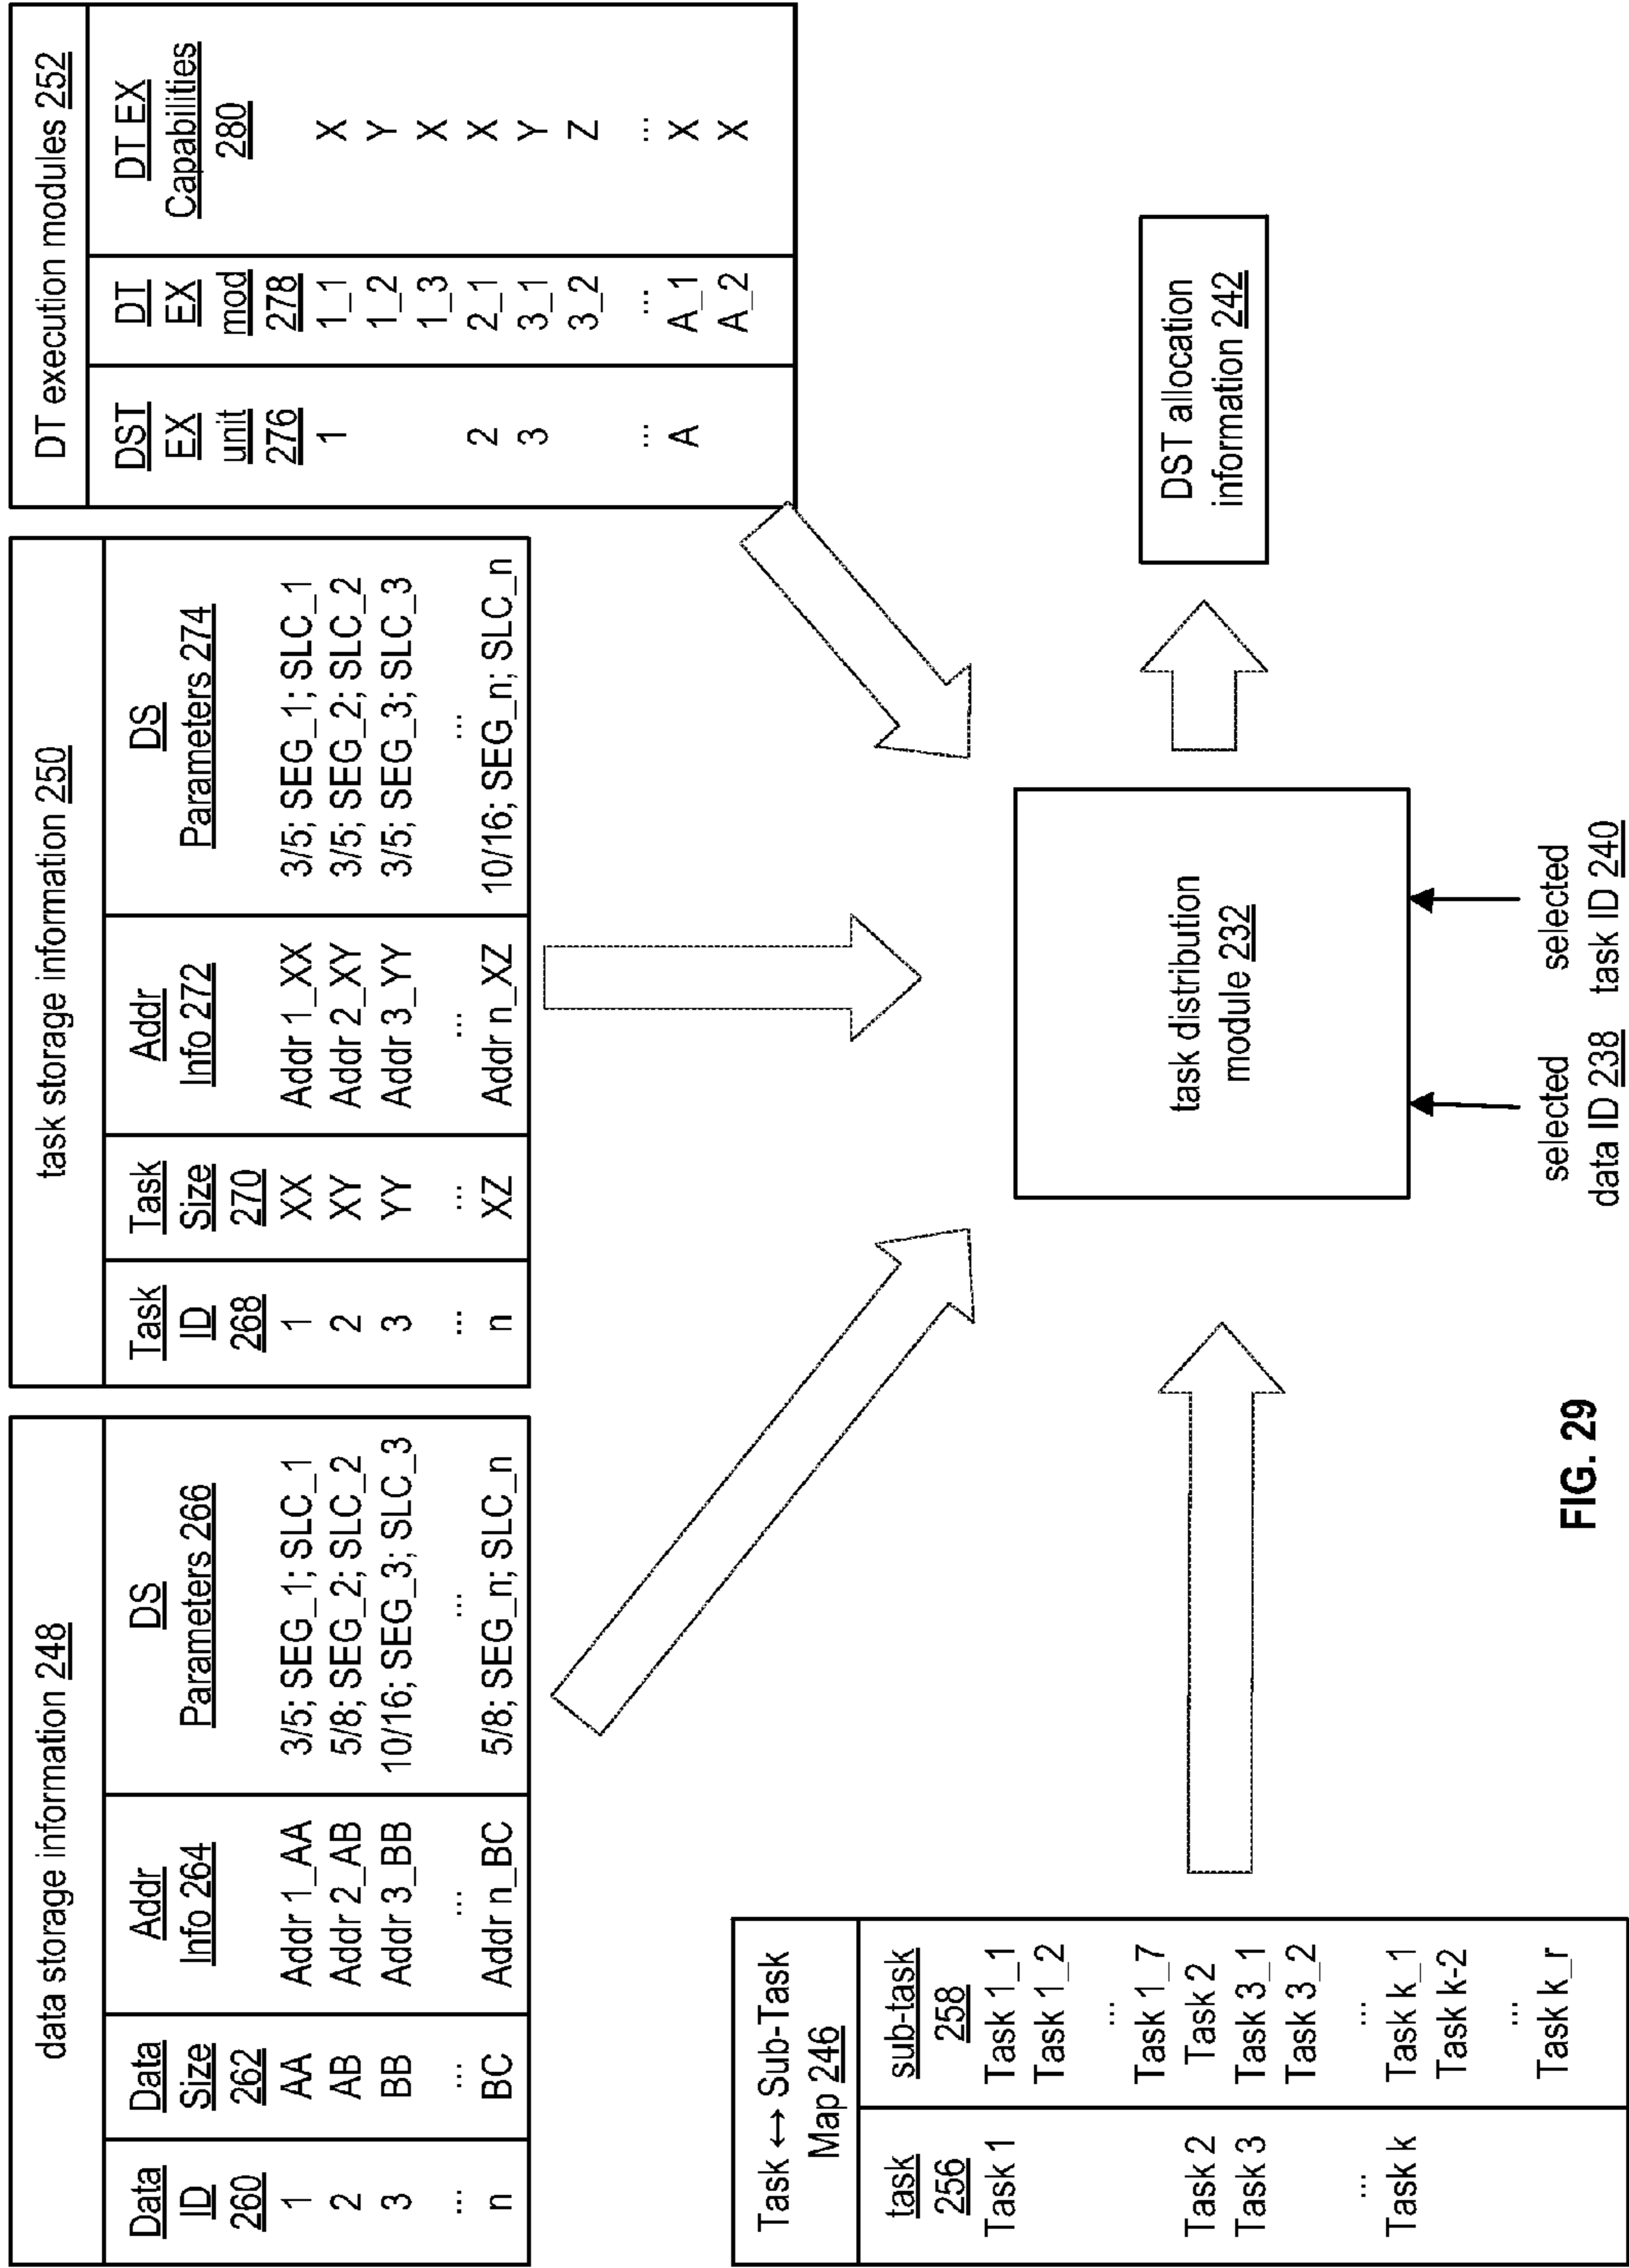 data storage information 248
Data ID 260 Data Size 262 Addr Info 264 DS Parameters 266
1 AA Addr 1_AA 3/5; SEG_1; SLC_1
2 AB Addr 2_AB 5/8; SEG_2; SLC_2
3 BB Addr 3_BB 10/16; SEG_3; SLC_3
... ... ... ...
n BC Addr n_BC 5/8; SEG_n; SLC_n
task storage information 250
Task ID 268 Task Size 270 Addr Info 272 DS Parameters 274
1 XX Addr 1_XX 3/5; SEG_1; SLC_1
2 XY Addr 2_XY 3/5; SEG_2; SLC_2
3 YY Addr 3_YY 3/5; SEG_3; SLC_3
... ... ... ...
n XZ Addr n_XZ 10/16; SEG_n; SLC_n
DT execution modules 252
DST EX unit 276 DT EX mod 278 DT EX Capabilities 280
1 1_1 X
1_2 Y
1_3 X
2 2_1 X
3 3_1 Y
3_2 Z
... ... ...
A A_1 X
A_2 X
Task ↔ Sub-Task
Map 246
task 256 sub-task 258
Task 1 Task 1_1
Task 1_2
...
Task 1_7
Task 2 Task 2
Task 3 Task 3_1
Task 3_2
... ...
Task k Task k_1
Task k-2
...
Task k_r
task distribution
module 232
DST allocation
information 242
selected
data ID 238
selected
task ID 240
FIG. 29